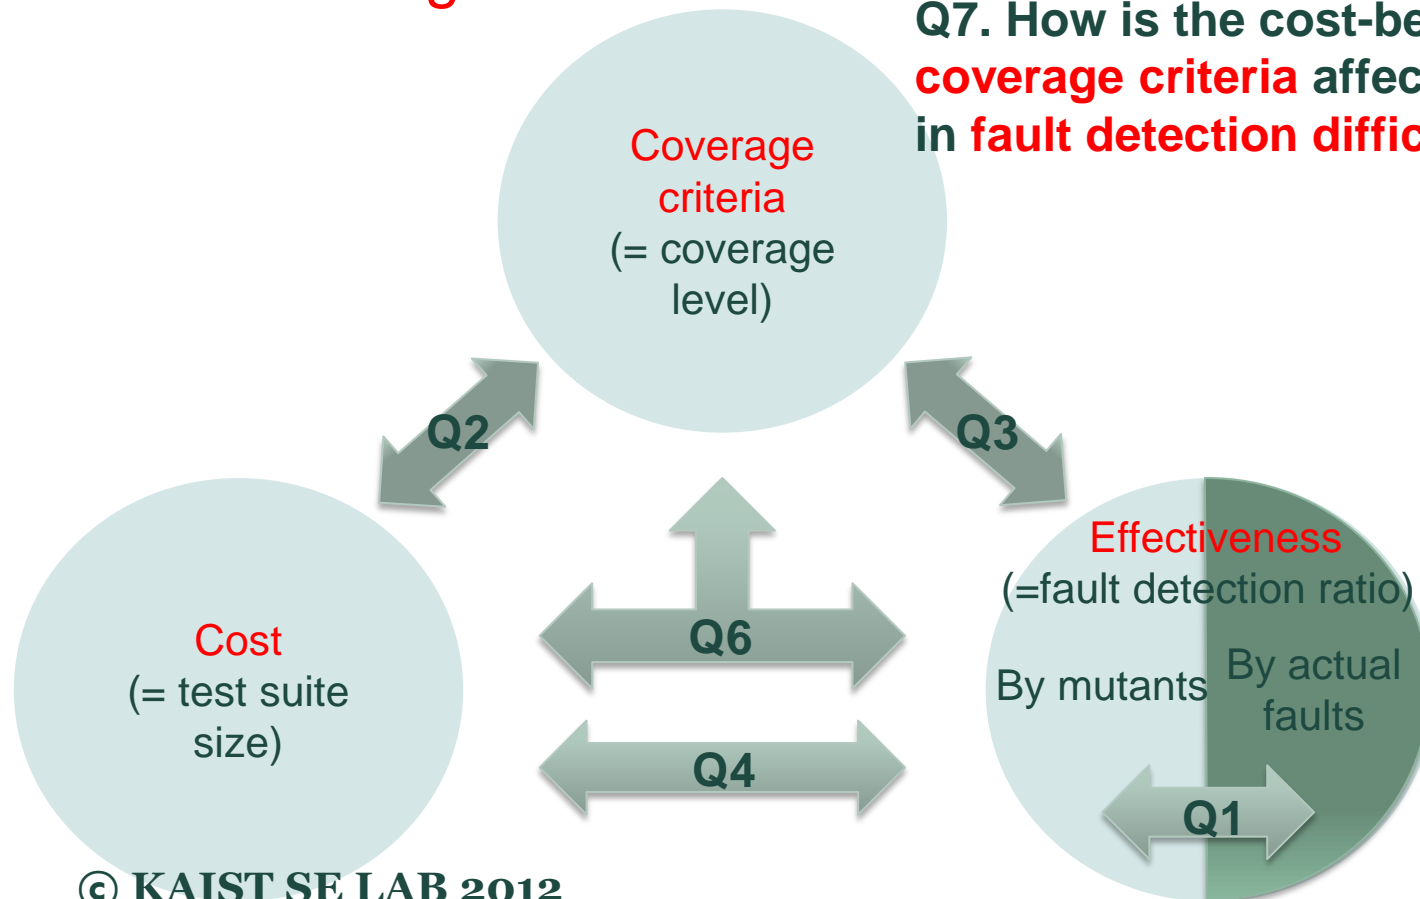 Q7. How is the cost-be
coverage criteria affec
in fault detection diffic
Coverage
criteria
(= coverage
level)
Q2
Q3
Effectiveness
(=fault detection ratio)
Cost
(= test suite
size)
Q6
By mutants
By actual
faults
Q4
Q1
© KAIST SE LAB 2012